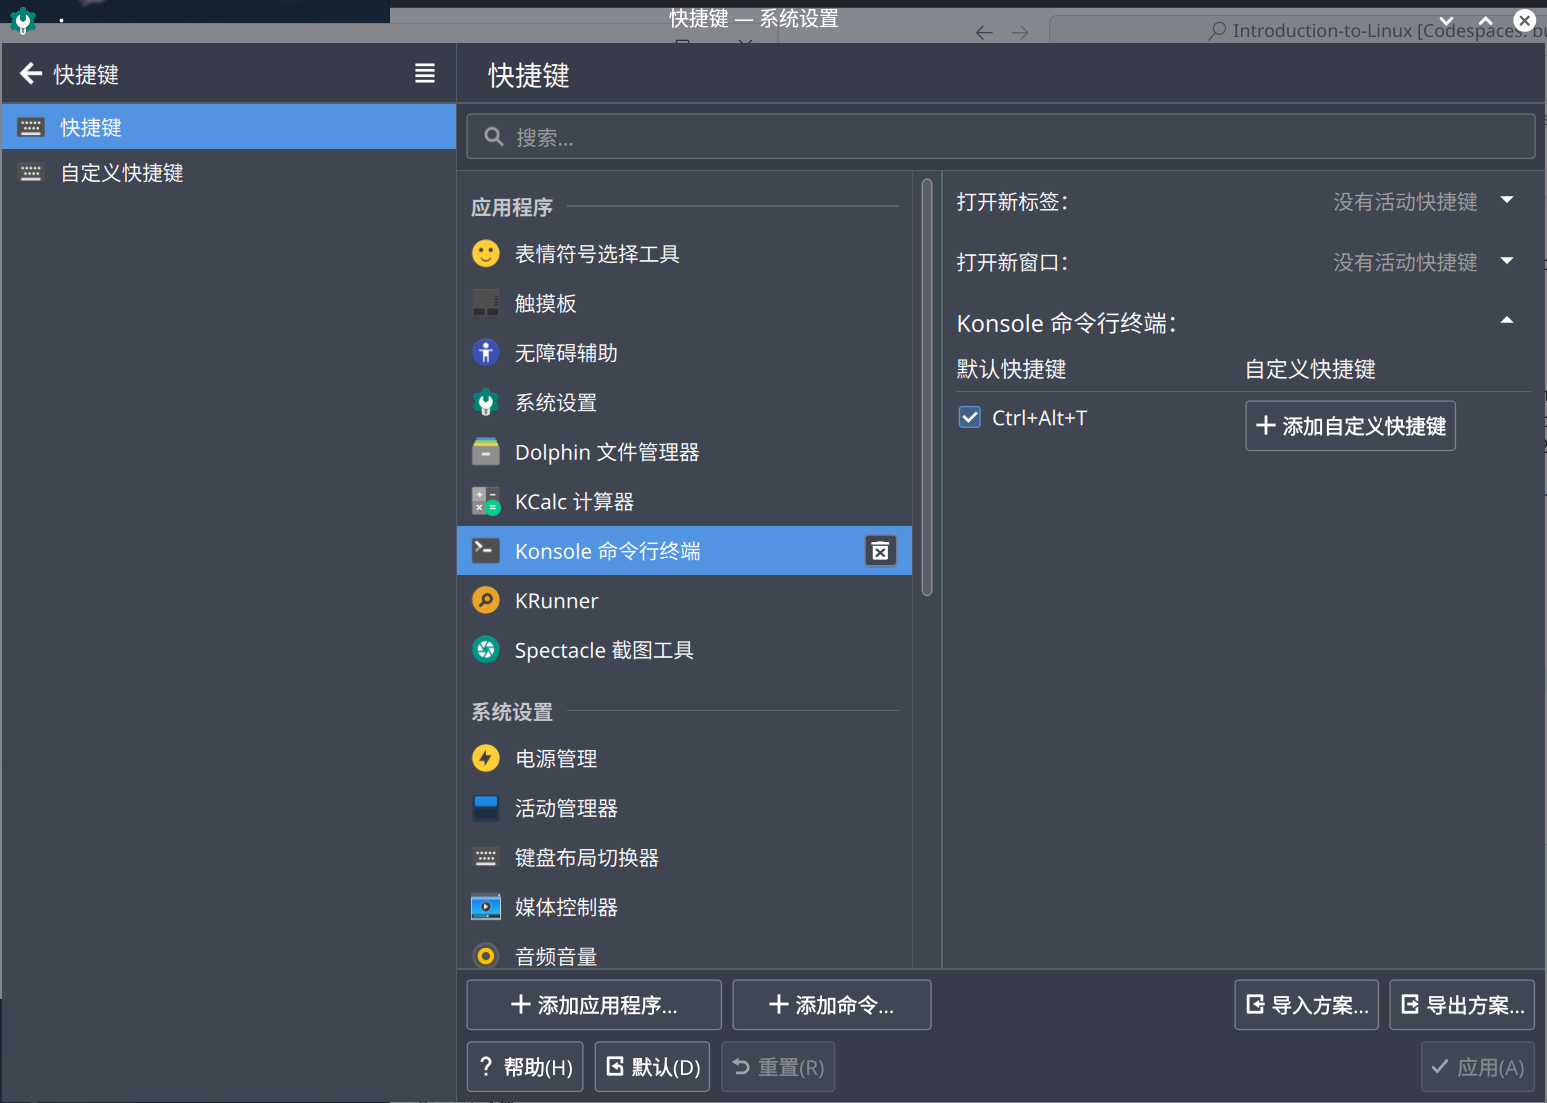 快捷键 — 系统设置
Introduction-to-Linux [Codespaces: bu
快捷键
快捷键
自定义快捷键
快捷键
搜索...
应用程序
表情符号选择工具
触摸板
无障碍辅助
系统设置
Dolphin 文件管理器
KCalc 计算器
Konsole 命令行终端
KRunner
Spectacle 截图工具
系统设置
电源管理
活动管理器
键盘布局切换器
媒体控制器
音频音量
打开新标签：
没有活动快捷键
打开新窗口：
没有活动快捷键
Konsole 命令行终端：
默认快捷键
自定义快捷键
Ctrl+Alt+T
添加自定义快捷键
添加应用程序...
添加命令...
导入方案...
导出方案...
帮助(H)
默认(D)
重置(R)
应用(A)